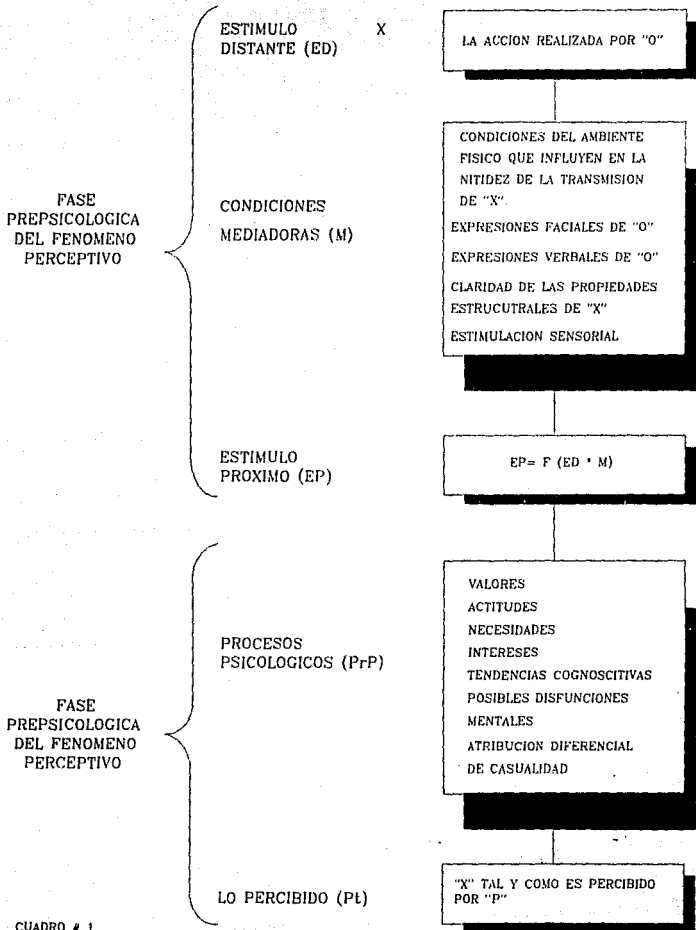 ESTIMULO X
DISTANTE (ED)
LA ACCION REALIZADA POR "O"
FASE
PREPSICOLOGICA
DEL FENOMENO
PERCEPTIVO
CONDICIONES
MEDIADORAS (M)
CONDICIONES DEL AMBIENTE
FISICO QUE INFLUYEN EN LA
NITIDEZ DE LA TRANSMISION
DE "X"
EXPRESIONES FACIALES DE "O"
EXPRESIONES VERBALES DE "O"
CLARIDAD DE LAS PROPIEDADES
ESTRUCUTRALES DE "X"
ESTIMULACION SENSORIAL
ESTIMULO
PROXIMO (EP)
EP= F (ED * M)
FASE
PREPSICOLOGICA
DEL FENOMENO
PERCEPTIVO
PROCESOS
PSICOLOGICOS (PrP)
VALORES
ACTITUDES
NECESIDADES
INTERESES
TENDENCIAS COGNOSCITIVAS
POSIBLES DISFUNCIONES
MENTALES
ATRIBUCION DIFERENCIAL
DE CASUALIDAD
LO PERCIBIDO (Pt)
"X" TAL Y COMO ES PERCIBIDO
POR "P"
CUADRO # 1